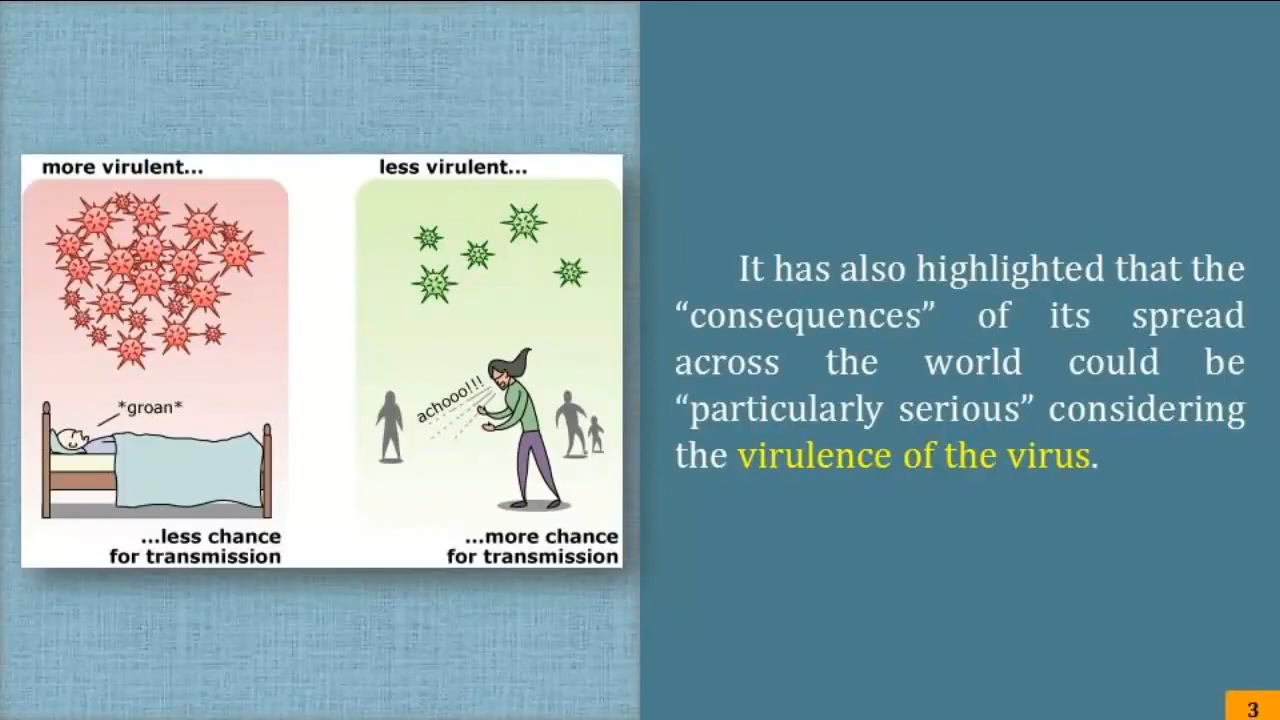 more virulent...
less virulent...
*groan*
achooo!!!
...less chance
for transmission
...more chance
for transmission
It has also highlighted that the
“consequences” of its spread
across the world could be
“particularly serious” considering
the virulence of the virus.
3